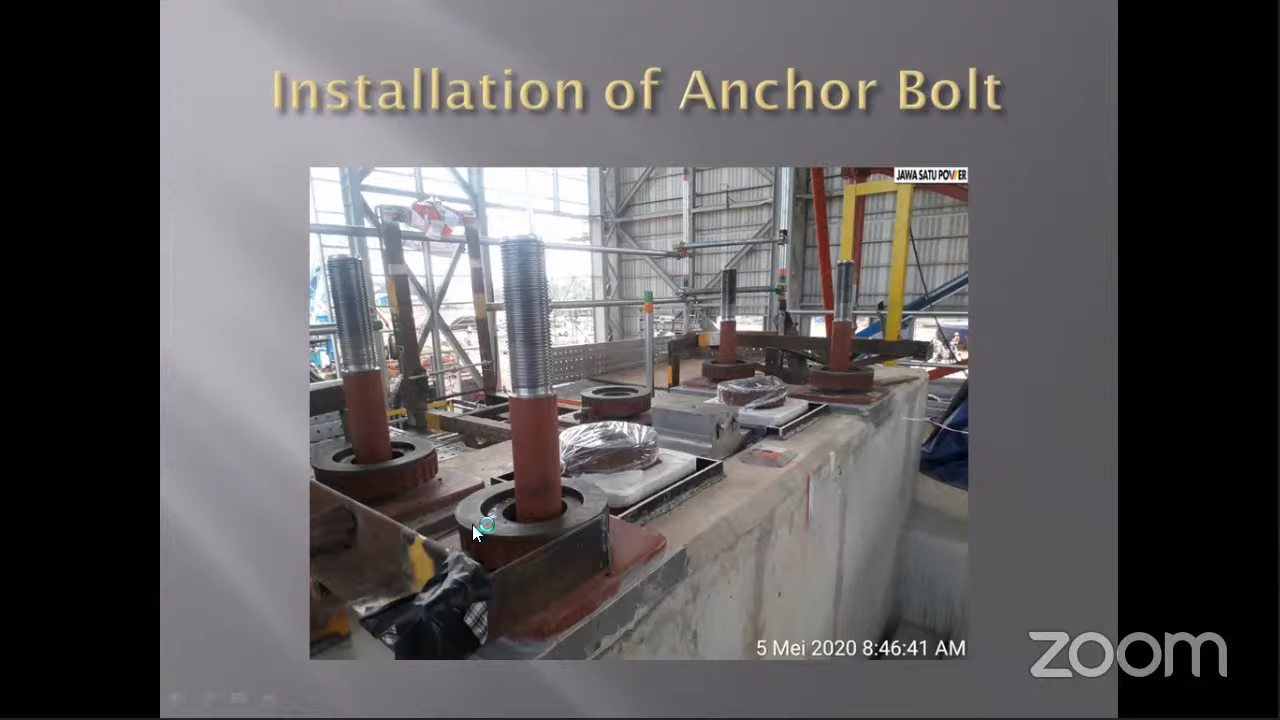 Installation of Anchor Bolt
JAWA SATU POWER
5 Mei 2020 8:46:41 AM
zoom